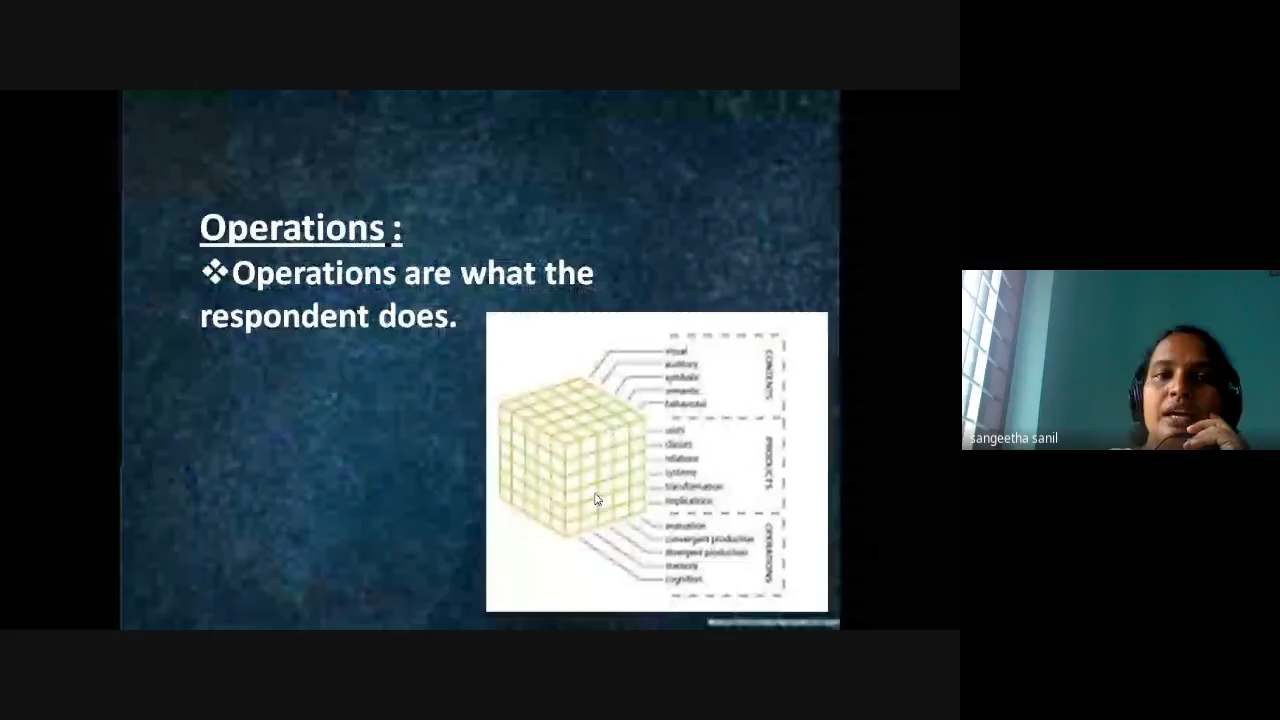 Operations :
❖Operations are what the
respondent does.
visual
auditory
symbolic
semantic
behavioral
CONTENTS
units
classes
relations
systems
transformation
implications
PRODUCTS
evaluation
convergent production
divergent production
memory
cognition
OPERATIONS
sangeetha sanil